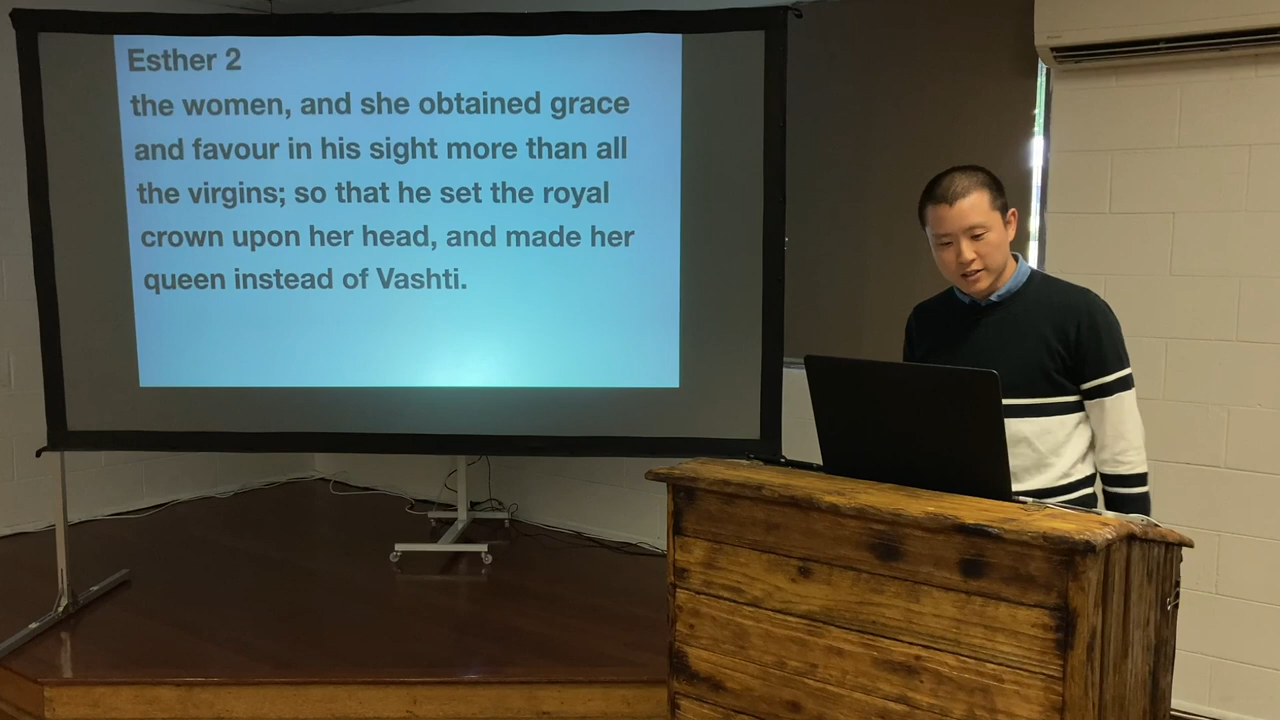 Esther 2
the women, and she obtained grace
and favour in his sight more than all
the virgins; so that he set the royal
crown upon her head, and made her
queen instead of Vashti.